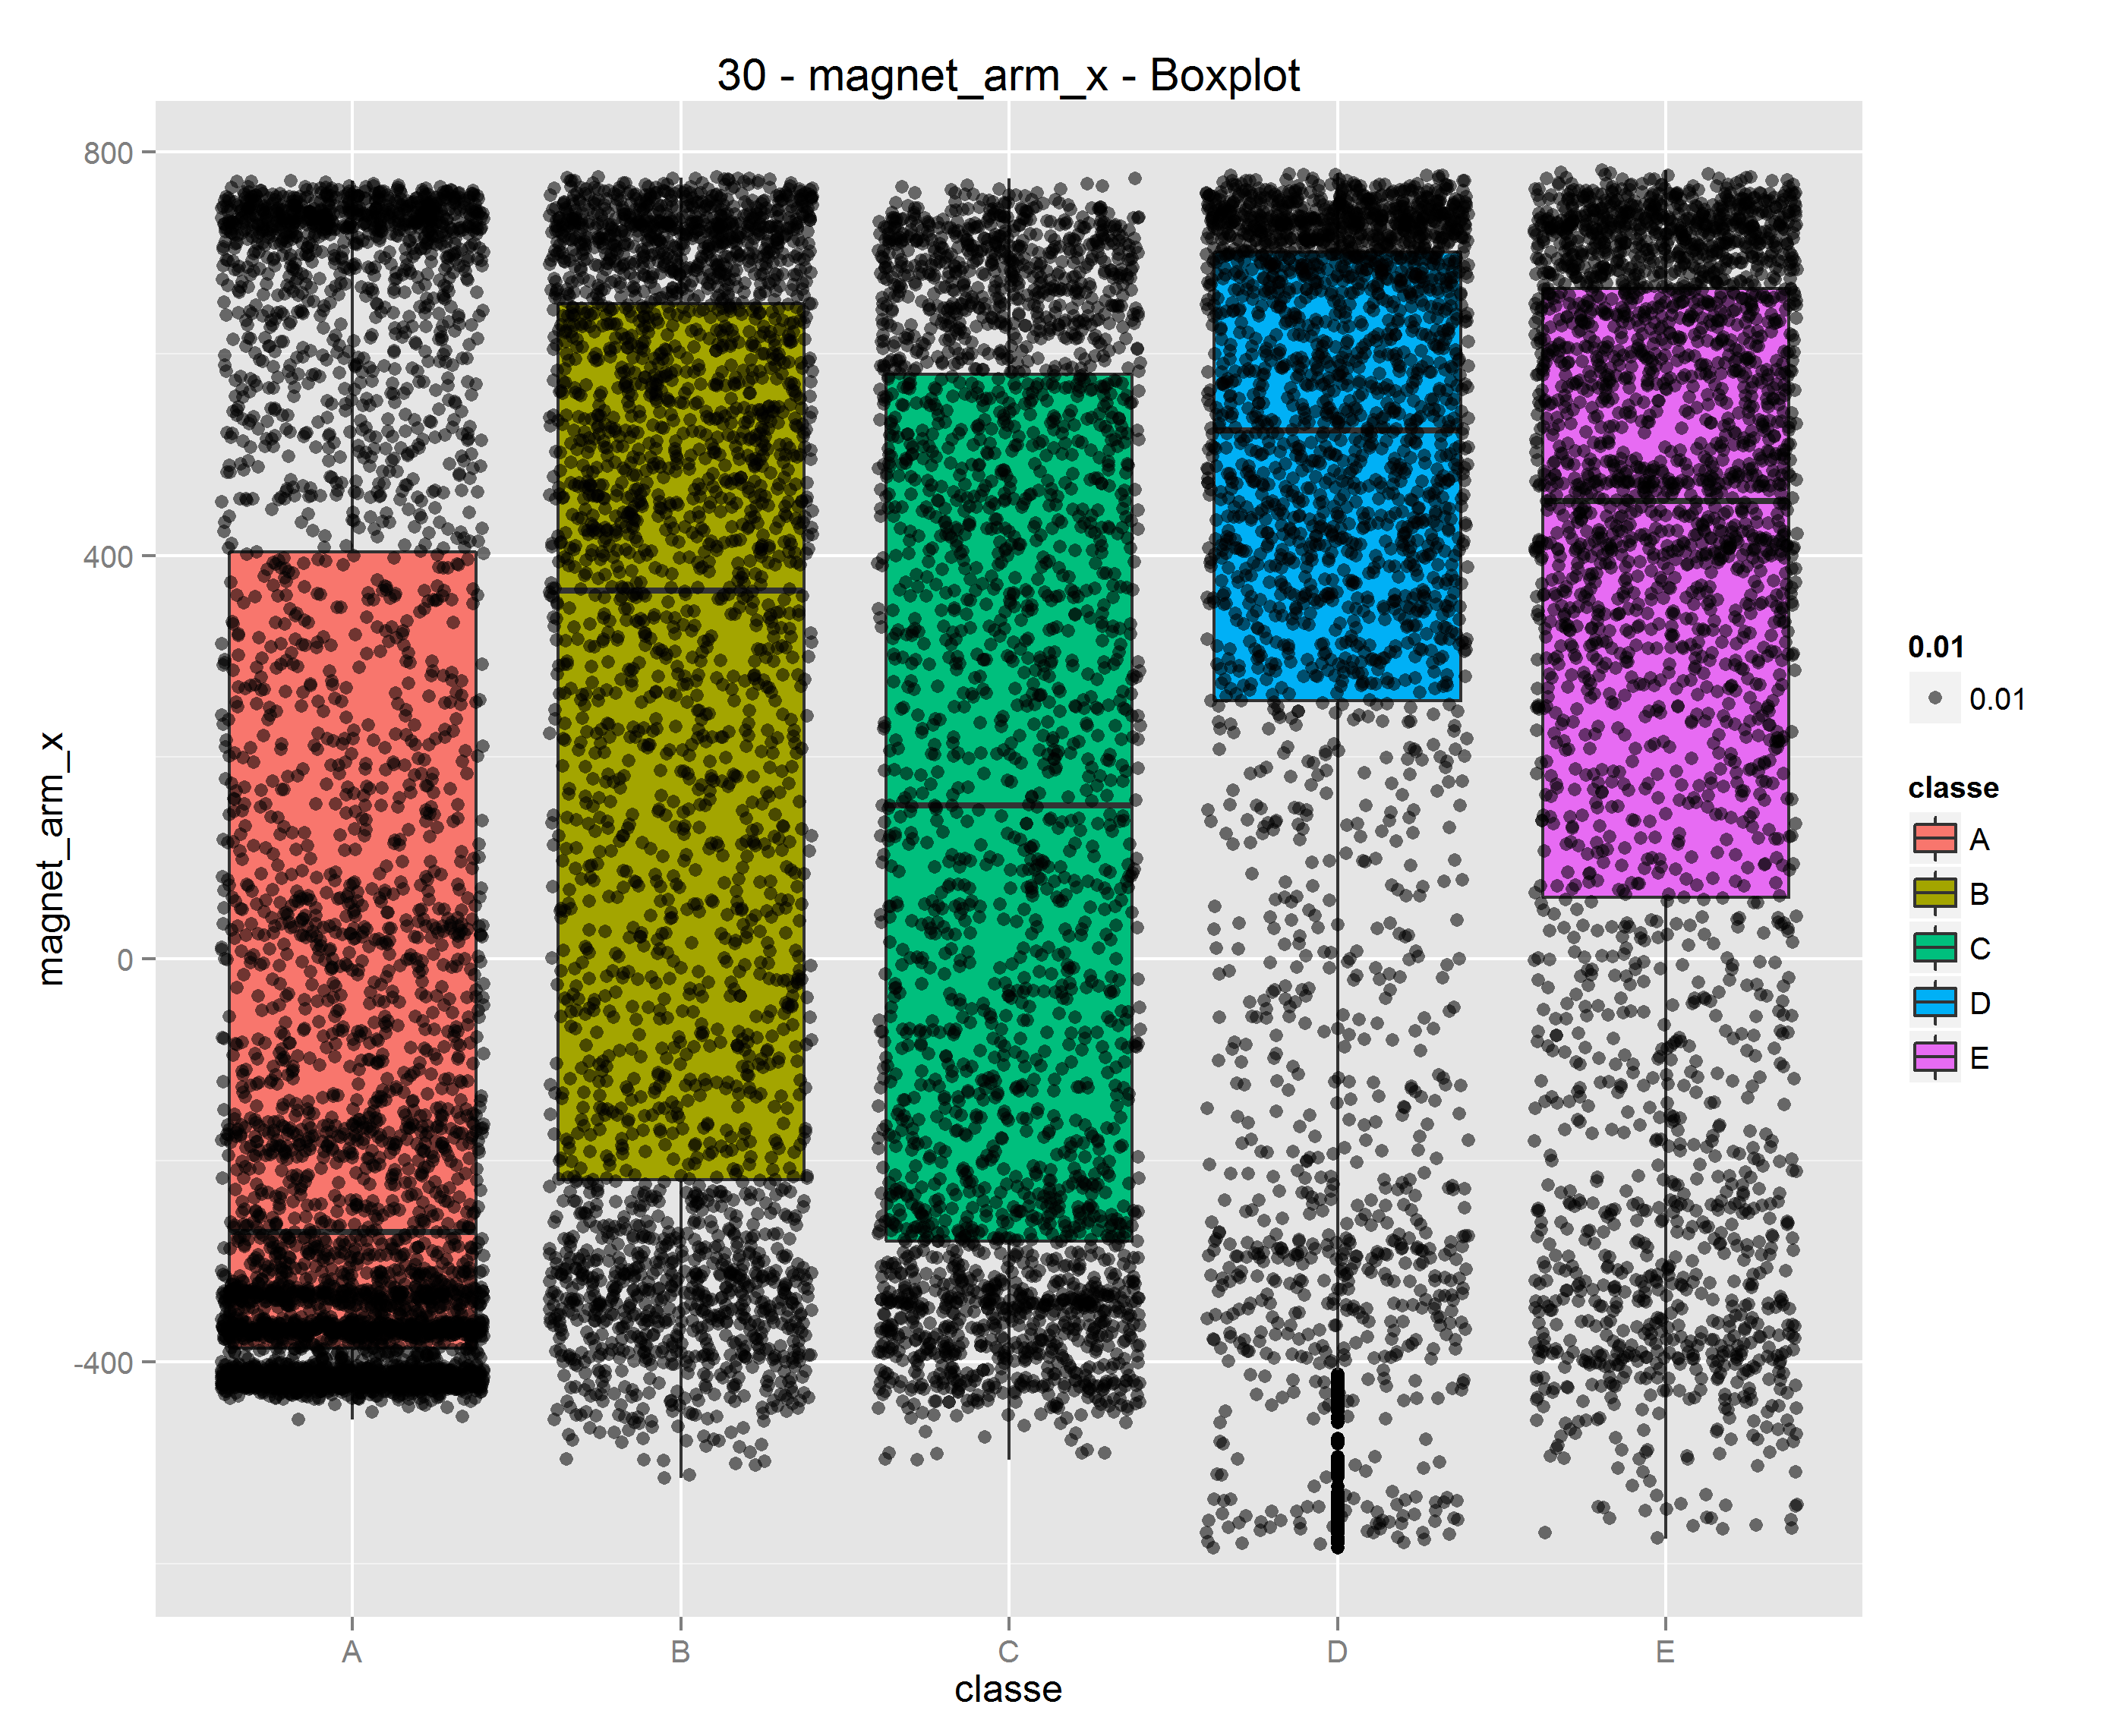 30 - magnet_arm_x - Boxplot
800
400
0
-400
magnet_arm_x
A
B
C
D
E
classe
0.01
0.01
classe
A
B
C
D
E